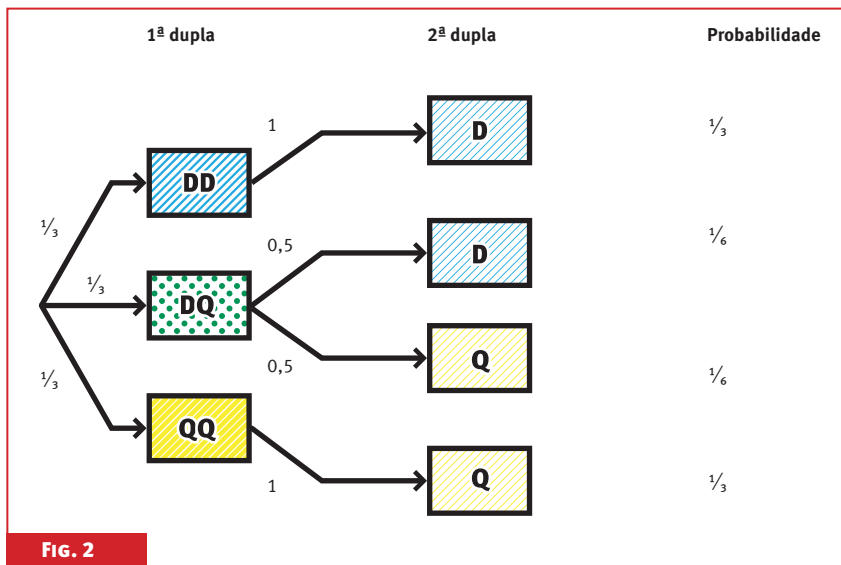 1ª dupla 2ª dupla Probabilidade
1 D ⅓
DD
⅓ 0,5 D ⅙
⅓ DQ
⅓ 0,5 Q ⅙
QQ
1 Q ⅓
FIG. 2